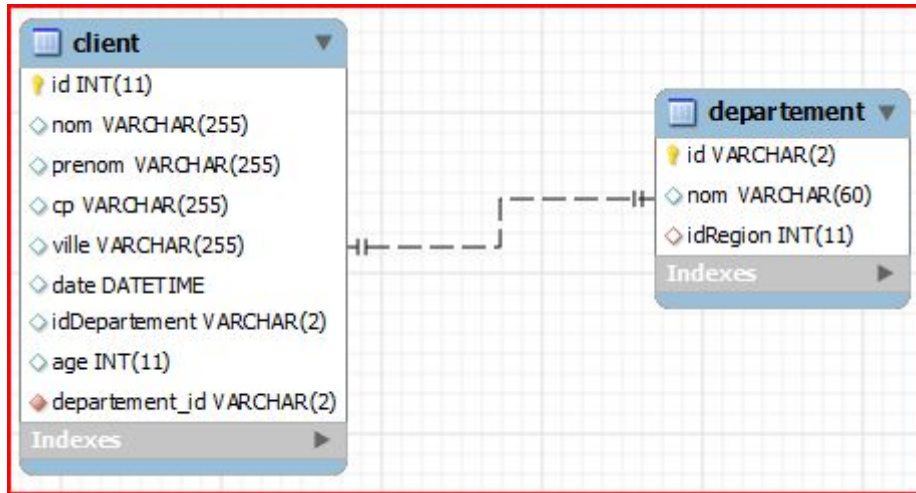 client
id INT(11)
nom VARCHAR(255)
prenom VARCHAR(255)
cp VARCHAR(255)
ville VARCHAR(255)
date DATETIME
idDepartement VARCHAR(2)
age INT(11)
departement_id VARCHAR(2)
Indexes
departement
id VARCHAR(2)
nom VARCHAR(60)
idRegion INT(11)
Indexes